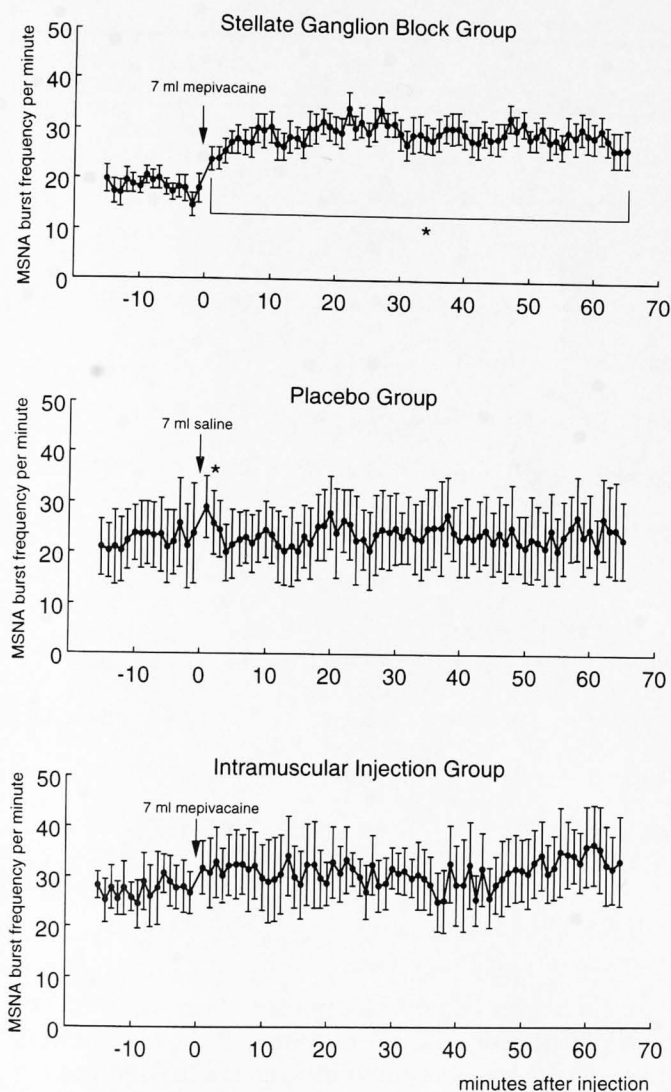 Stellate Ganglion Block Group
MSNA burst frequency per minute
50
40
30
20
10
0
7 ml mepivacaine
*
-10 0 10 20 30 40 50 60 70
Placebo Group
MSNA burst frequency per minute
50
40
30
20
10
0
7 ml saline
*
-10 0 10 20 30 40 50 60 70
Intramuscular Injection Group
MSNA burst frequency per minute
50
40
30
20
10
0
7 ml mepivacaine
-10 0 10 20 30 40 50 60 70
minutes after injection